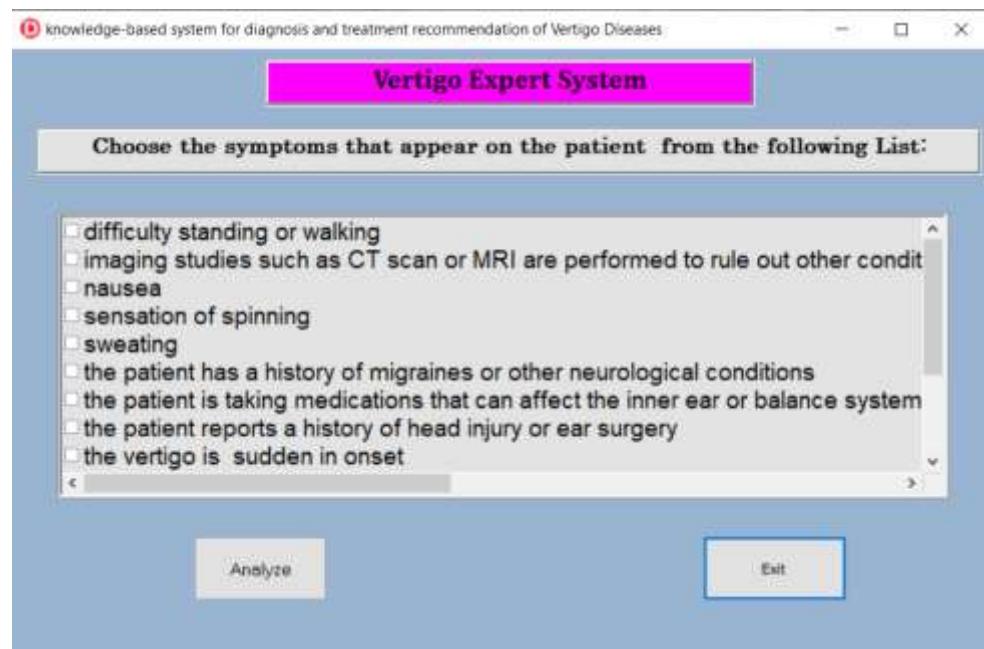 knowledge-based system for diagnosis and treatment recommendation of Vertigo Diseases
Vertigo Expert System
Choose the symptoms that appear on the patient from the following List:
difficulty standing or walking
imaging studies such as CT scan or MRI are performed to rule out other condit
nausea
sensation of spinning
sweating
the patient has a history of migraines or other neurological conditions
the patient is taking medications that can affect the inner ear or balance system
the patient reports a history of head injury or ear surgery
the vertigo is sudden in onset
Analyze
Exit